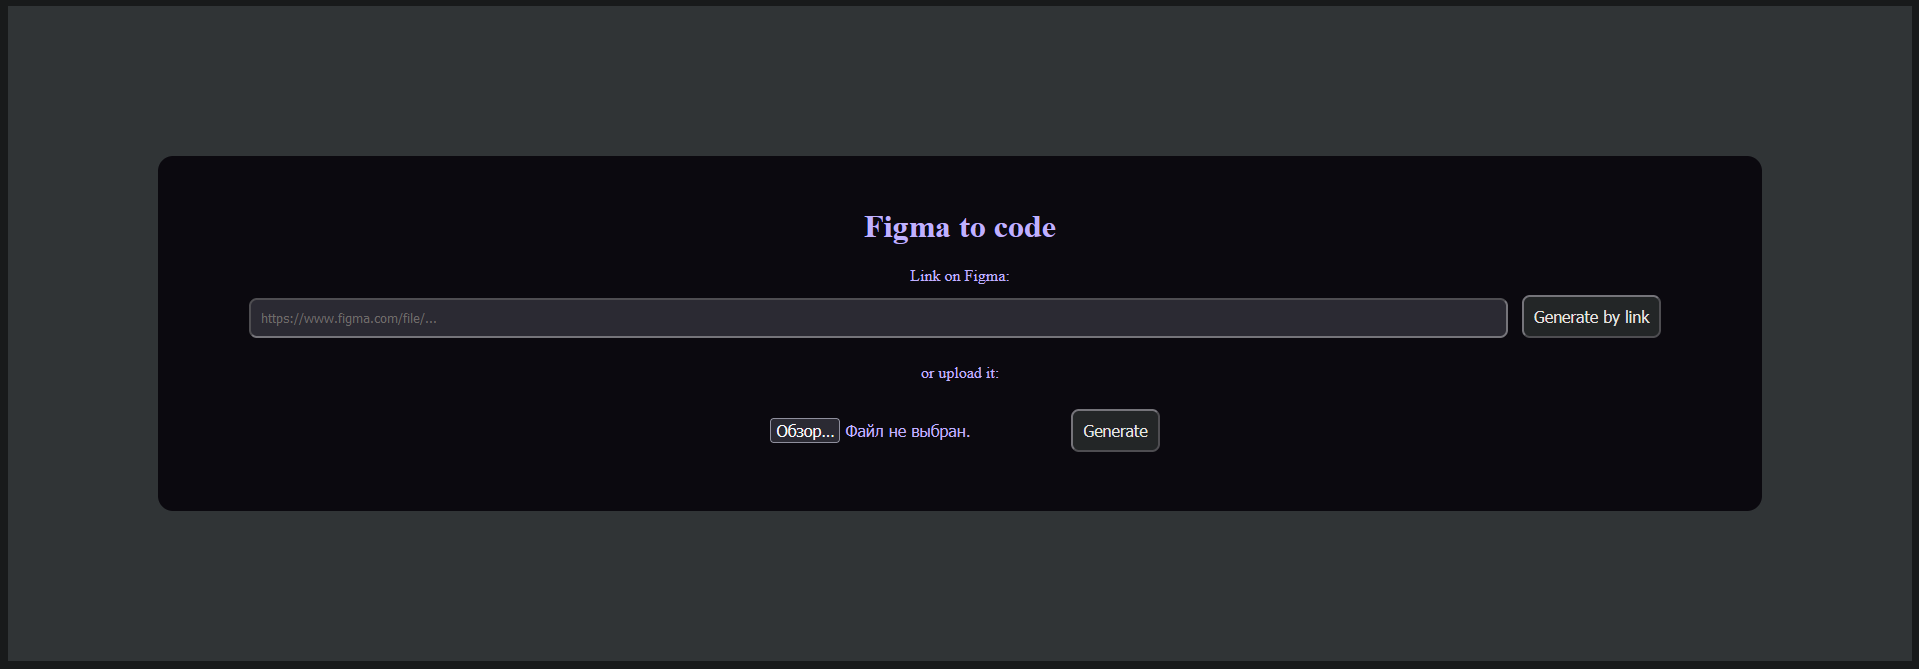 Figma to code
Link on Figma:
https://www.figma.com/file/...
Generate by link
or upload it:
Обзор... Файл не выбран.
Generate